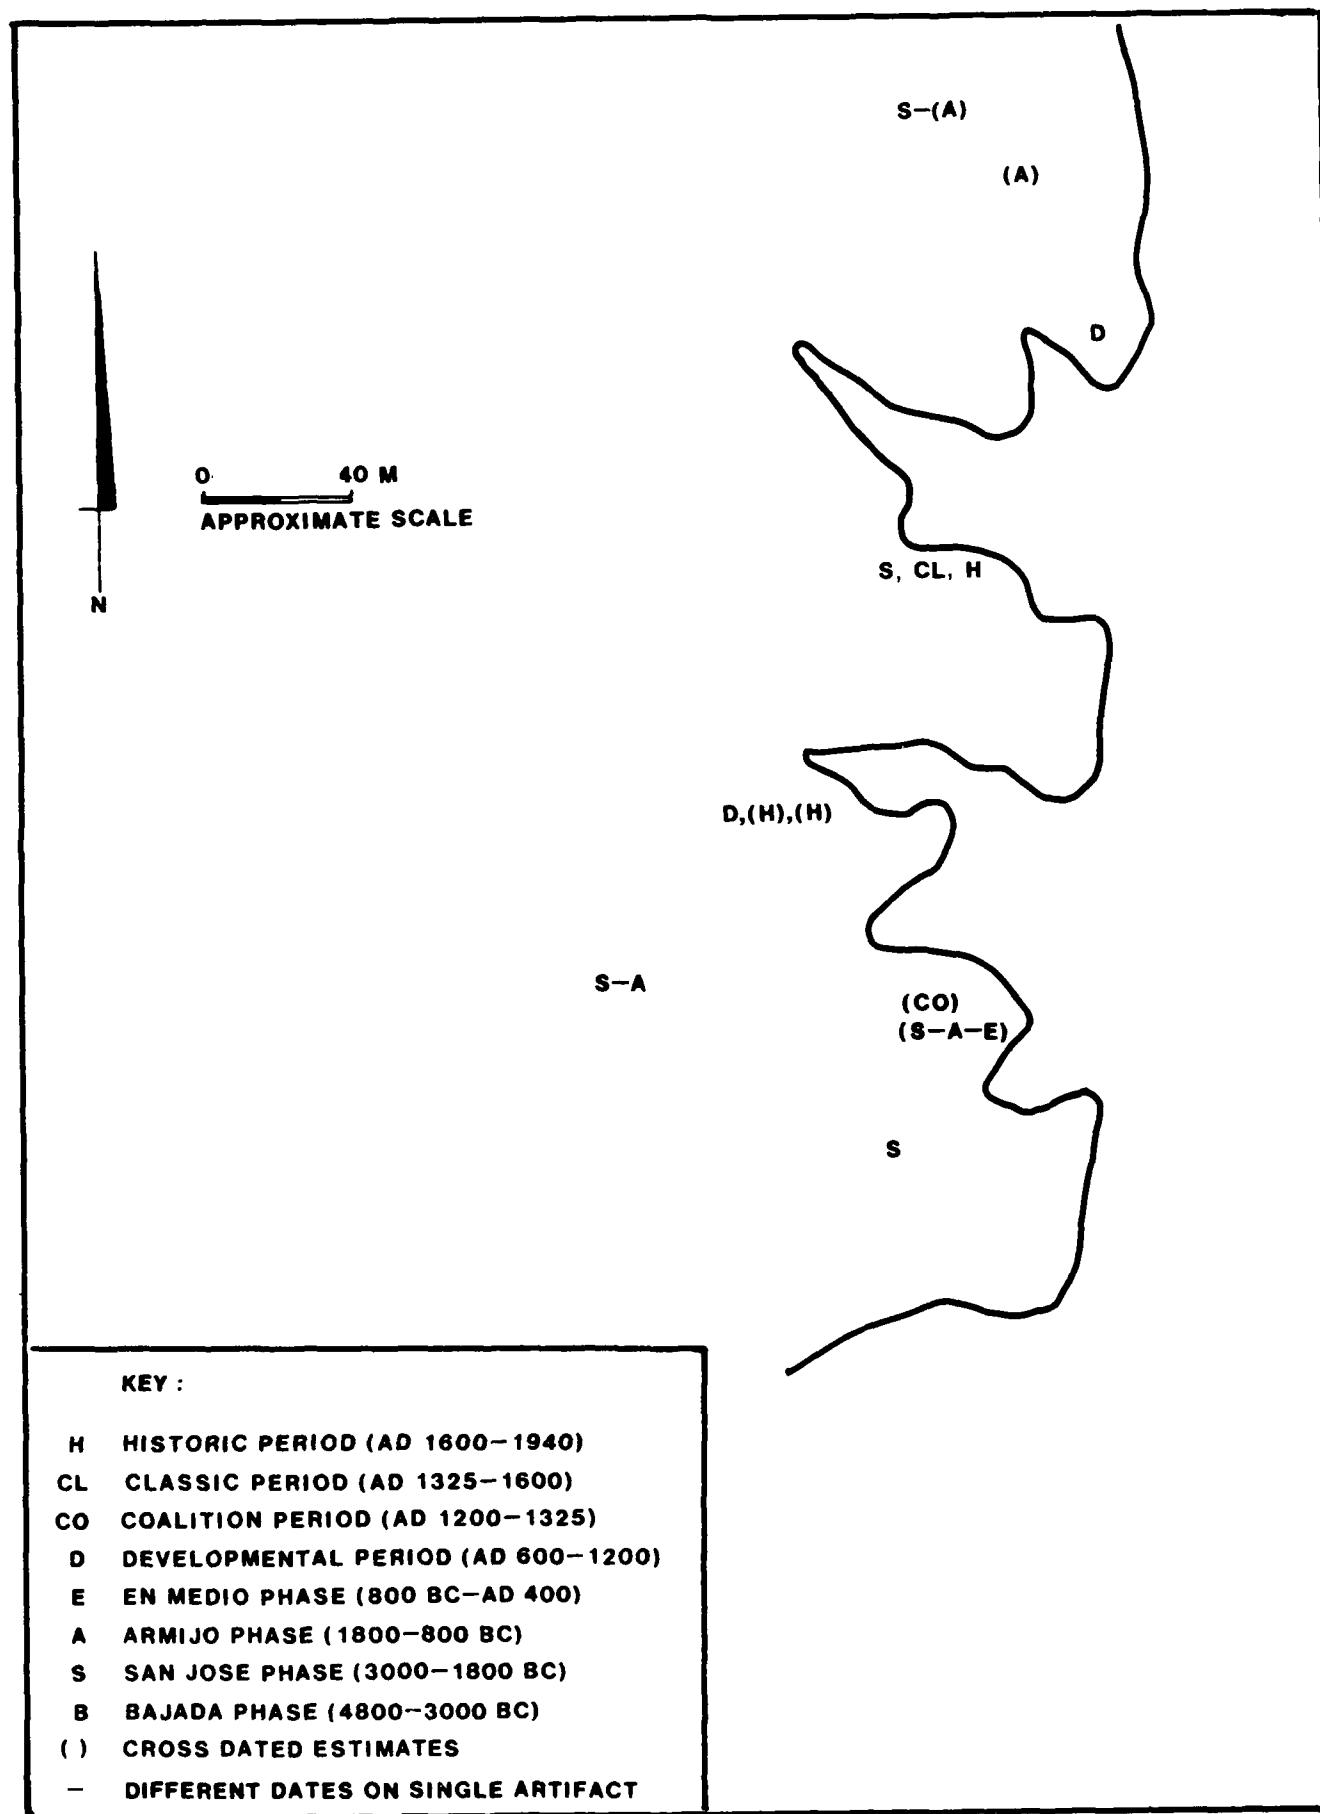 S–(A)
(A)
D
0 40 M
APPROXIMATE SCALE
N
S, CL, H
D,(H),(H)
S–A
(CO)
(S–A–E)
S
KEY :
H HISTORIC PERIOD (AD 1600–1940)
CL CLASSIC PERIOD (AD 1325–1600)
CO COALITION PERIOD (AD 1200–1325)
D DEVELOPMENTAL PERIOD (AD 600–1200)
E EN MEDIO PHASE (800 BC–AD 400)
A ARMIJO PHASE (1800–800 BC)
S SAN JOSE PHASE (3000–1800 BC)
B BAJADA PHASE (4800–3000 BC)
( ) CROSS DATED ESTIMATES
– DIFFERENT DATES ON SINGLE ARTIFACT